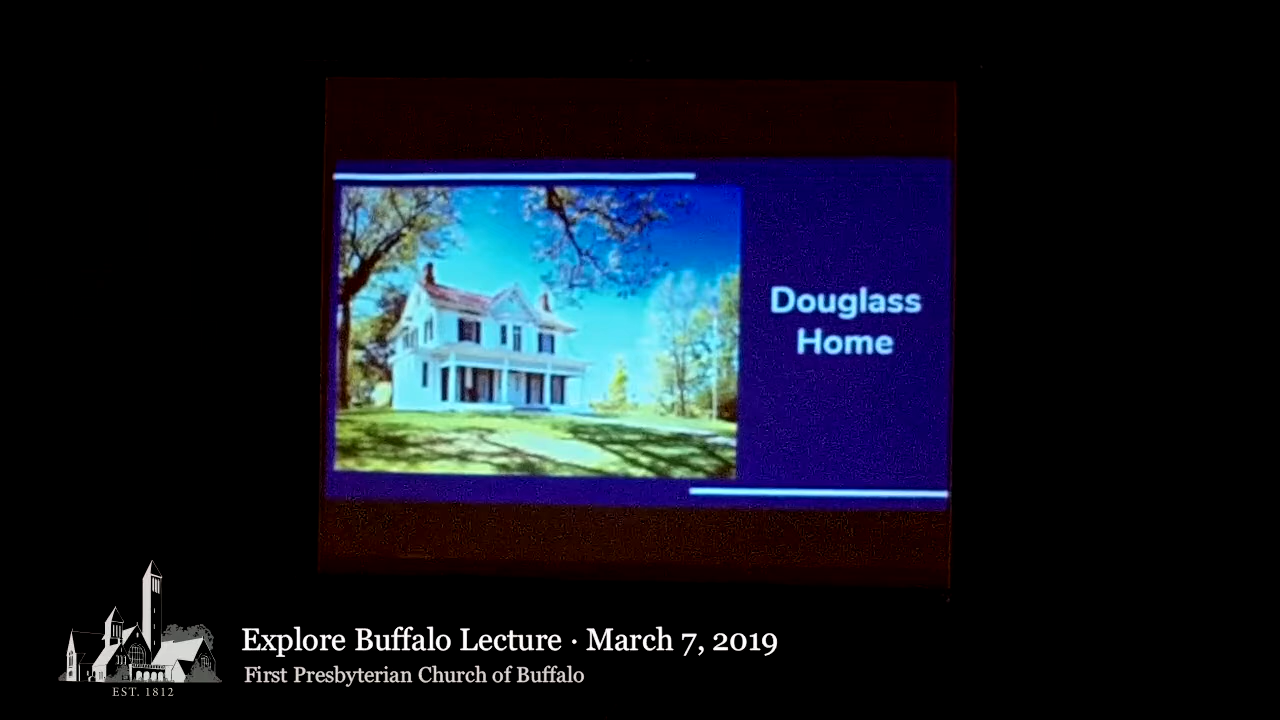 Douglass
Home
Explore Buffalo Lecture · March 7, 2019
First Presbyterian Church of Buffalo
EST. 1812